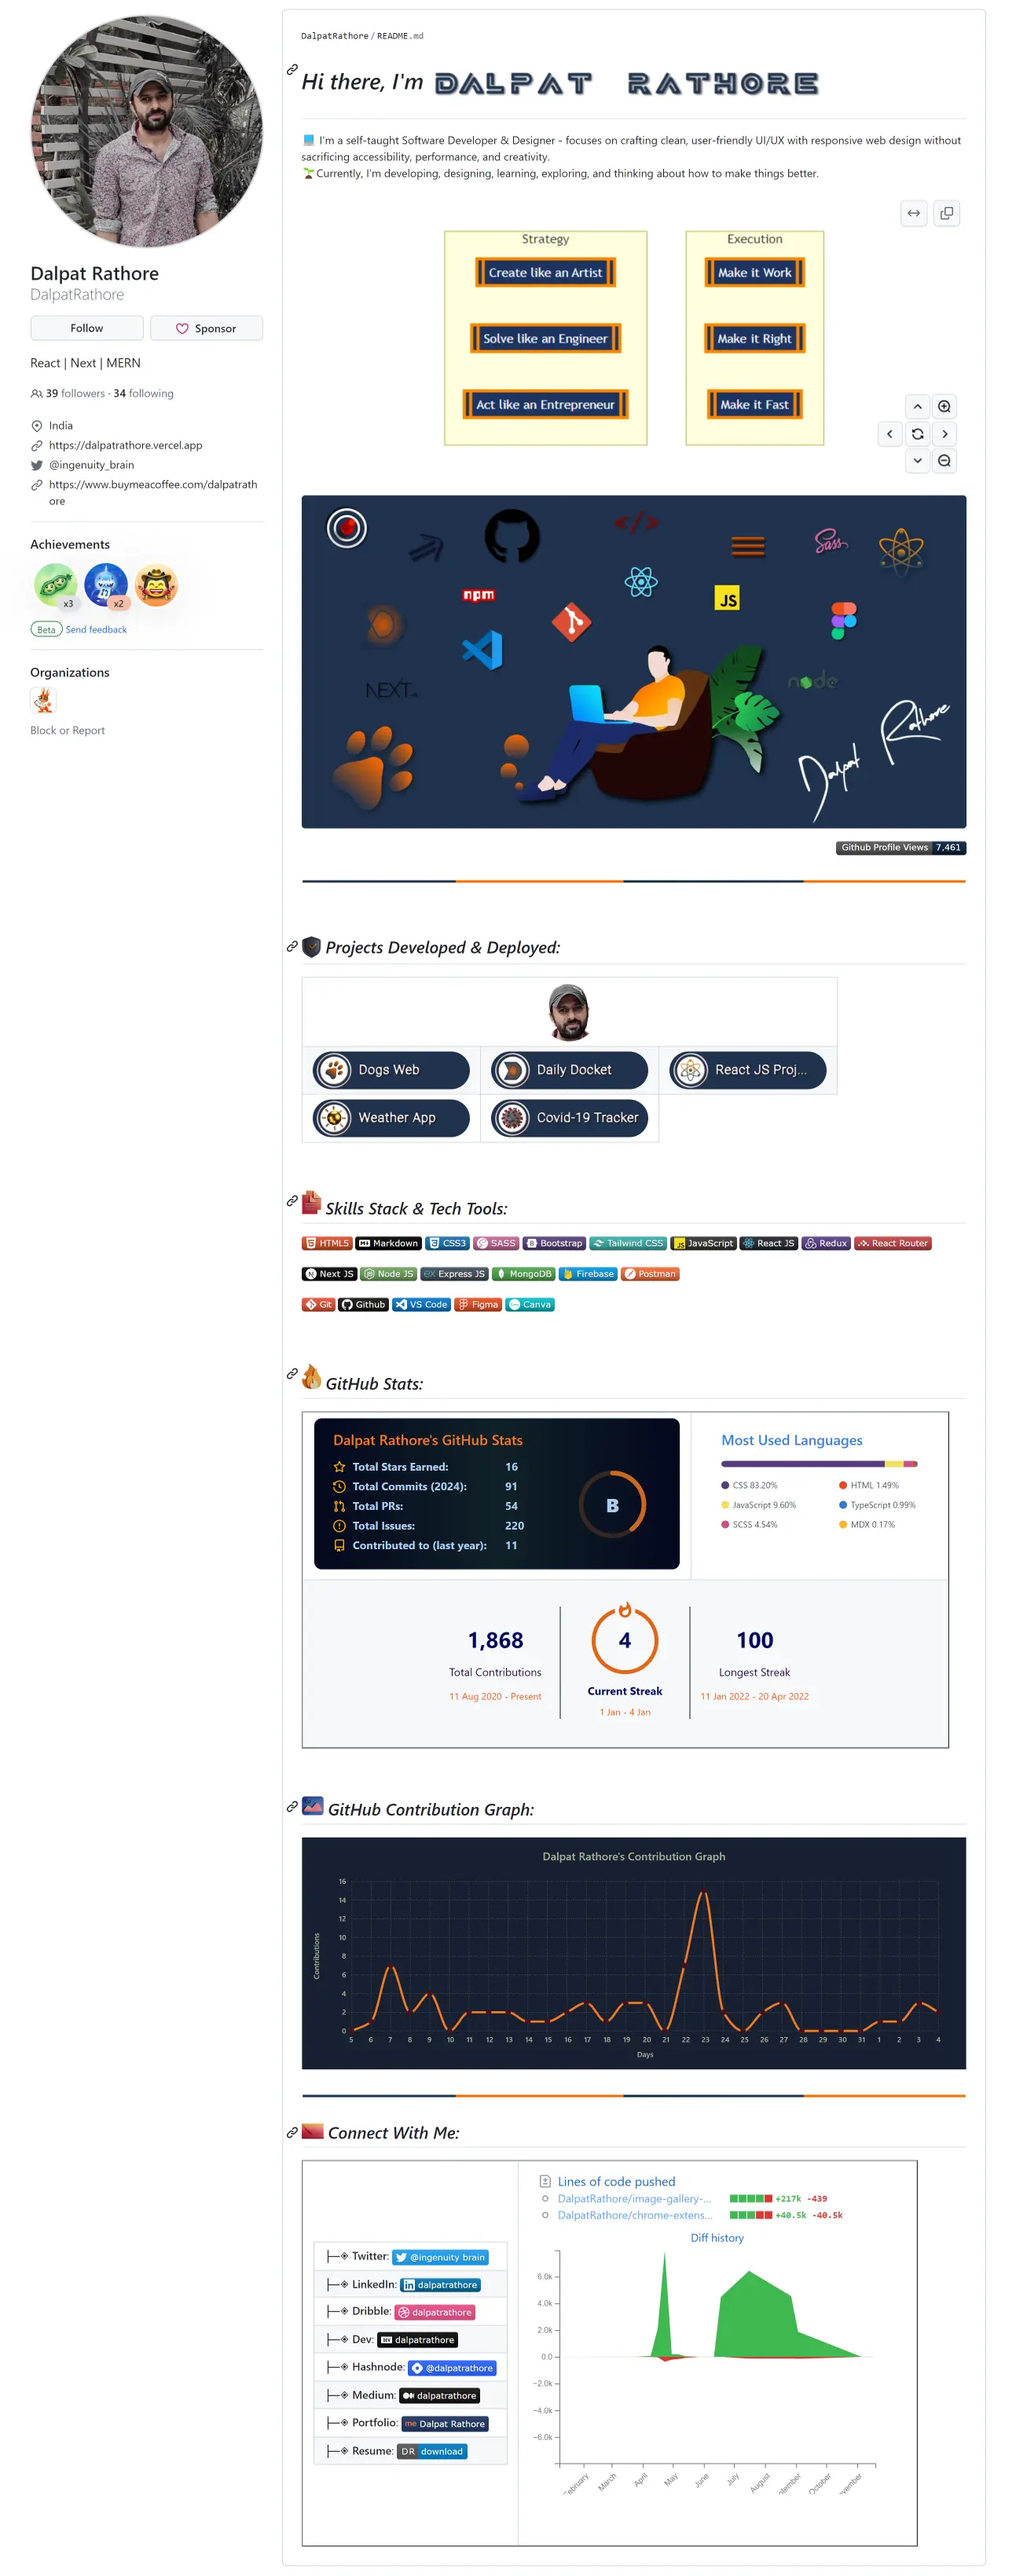 Dalpat Rathore
DalpatRathore
Follow
Sponsor
React | Next | MERN
39 followers · 34 following
India
https://dalpatrathore.vercel.app
@ingenuity_brain
https://www.buymeacoffee.com/dalpatrath
ore
Achievements
x3
x2
Beta Send feedback
Organizations
Block or Report
DalpatRathore / README.md
Hi there, I'm DALPAT RATHORE
I'm a self-taught Software Developer & Designer - focuses on crafting clean, user-friendly UI/UX with responsive web design without
sacrificing accessibility, performance, and creativity.
Currently, I'm developing, designing, learning, exploring, and thinking about how to make things better.
Strategy
Create like an Artist
Solve like an Engineer
Act like an Entrepreneur
Execution
Make it Work
Make it Right
Make it Fast
</>
Sass
npm
JS
NEXT
node
Dalpat Rathore
Github Profile Views 7,461
Projects Developed & Deployed:
Dogs Web
Daily Docket
React JS Proj...
Weather App
Covid-19 Tracker
Skills Stack & Tech Tools:
HTML5 Markdown CSS3 SASS Bootstrap Tailwind CSS JavaScript React JS Redux React Router
Next JS Node JS Express JS MongoDB Firebase Postman
Git Github VS Code Figma Canva
GitHub Stats:
Dalpat Rathore's GitHub Stats
Total Stars Earned: 16
Total Commits (2024): 91
Total PRs: 54
Total Issues: 220
Contributed to (last year): 11
B
Most Used Languages
CSS 83.20%
HTML 1.49%
JavaScript 9.60%
TypeScript 0.99%
SCSS 4.54%
MDX 0.17%
1,868
Total Contributions
11 Aug 2020 - Present
4
Current Streak
1 Jan - 4 Jan
100
Longest Streak
11 Jan 2022 - 20 Apr 2022
GitHub Contribution Graph:
Dalpat Rathore's Contribution Graph
Contributions
16
14
12
10
8
6
4
2
0
5 6 7 8 9 10 11 12 13 14 15 16 17 18 19 20 21 22 23 24 25 26 27 28 29 30 31 1 2 3 4
Days
Connect With Me:
Twitter: @ingenuity brain
LinkedIn: dalpatrathore
Dribble: dalpatrathore
Dev: DEV dalpatrathore
Hashnode: @dalpatrathore
Medium: dalpatrathore
Portfolio: me Dalpat Rathore
Resume: DR download
Lines of code pushed
DalpatRathore/image-gallery-... +217k -439
DalpatRathore/chrome-extens... +40.5k -40.5k
Diff history
6.0k
4.0k
2.0k
0.0
−2.0k
−4.0k
−6.0k
ebruary March April May June July August tember October vember